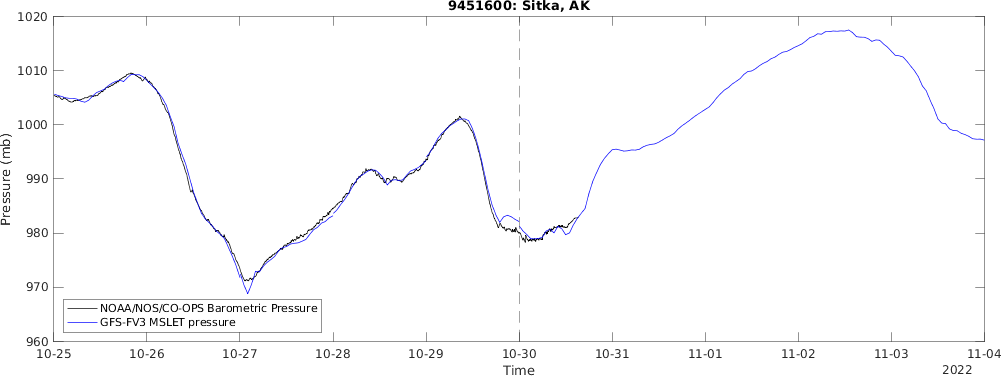 9451600: Sitka, AK
Pressure (mb)
1020
1010
1000
990
980
970
960
NOAA/NOS/CO-OPS Barometric Pressure
GFS-FV3 MSLET pressure
10-25 10-26 10-27 10-28 10-29 10-30 10-31 11-01 11-02 11-03 11-04
Time
2022